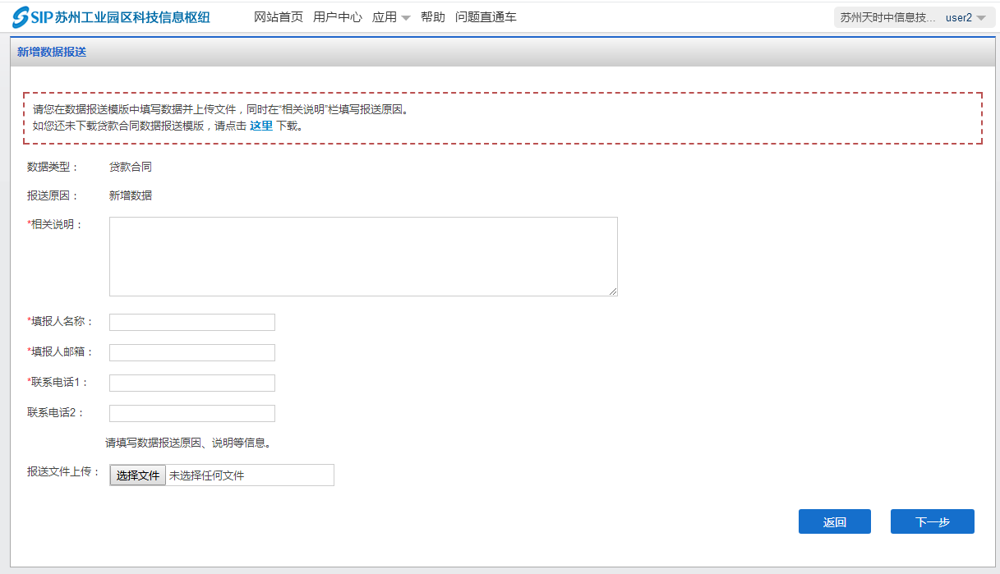 SIP苏州工业园区科技信息枢纽 网站首页 用户中心 应用 帮助 问题直通车 苏州天时中信息技... user2
新增数据报送
请您在数据报送模版中填写数据并上传文件，同时在“相关说明”栏填写报送原因。
如您还未下载贷款合同数据报送模版，请点击 这里 下载。
数据类型： 贷款合同
报送原因： 新增数据
*相关说明：
*填报人名称：
*填报人邮箱：
*联系电话1：
联系电话2：
请填写数据报送原因、说明等信息。
报送文件上传： 选择文件 未选择任何文件
返回 下一步